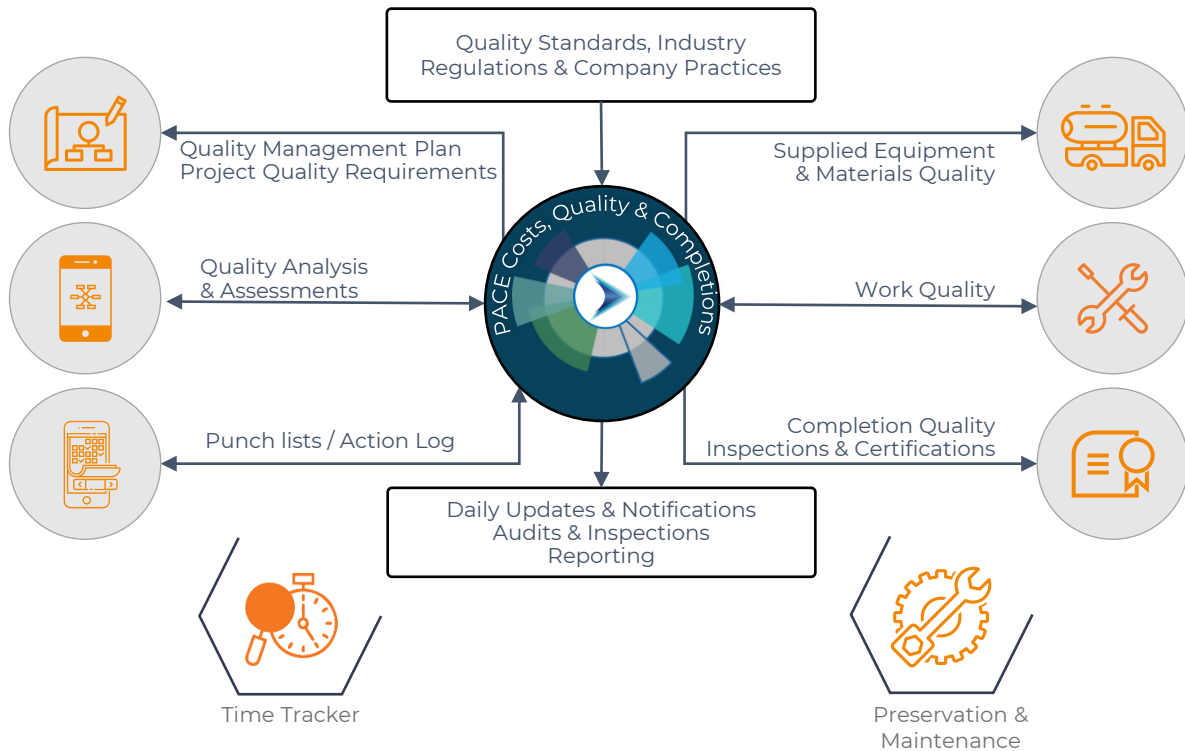 Quality Standards, Industry
Regulations & Company Practices
Quality Management Plan
Project Quality Requirements
Supplied Equipment
& Materials Quality
PACE Costs, Quality & Completions
Quality Analysis
& Assessments
Work Quality
Punch lists / Action Log
Completion Quality
Inspections & Certifications
Daily Updates & Notifications
Audits & Inspections
Reporting
Time Tracker
Preservation &
Maintenance